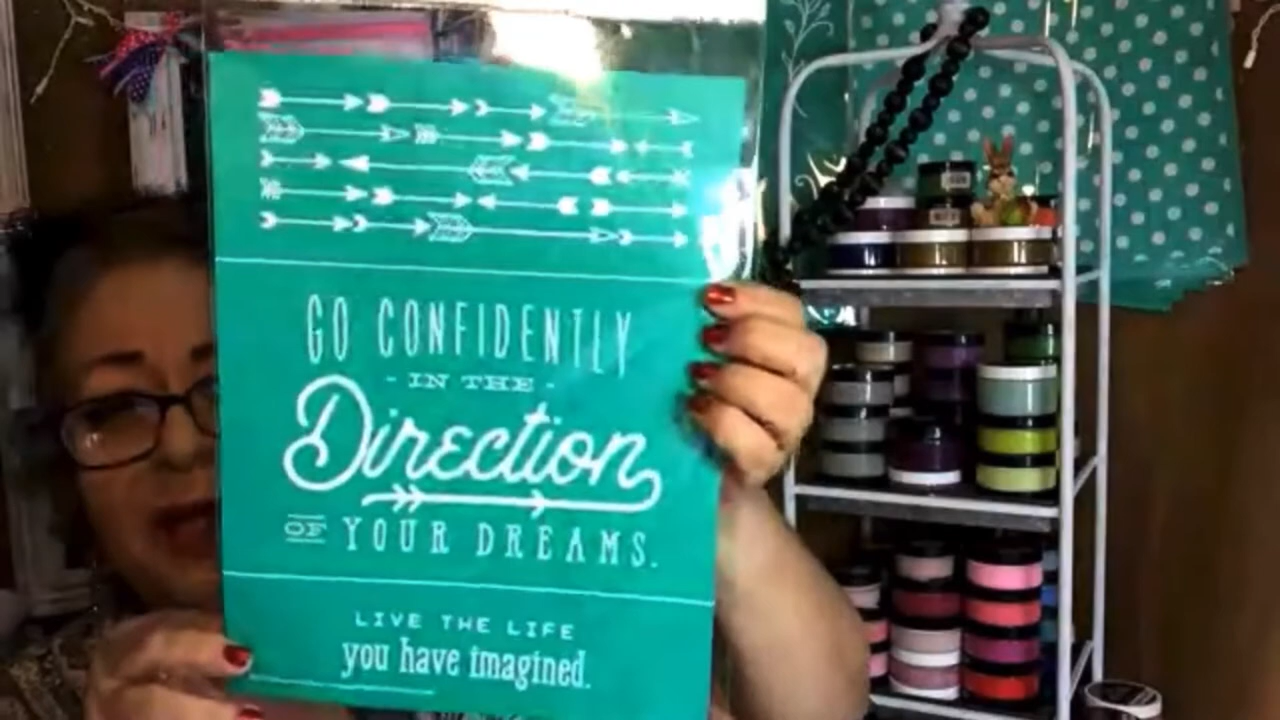 GO CONFIDENTLY
- IN THE -
Direction
OF YOUR DREAMS.
LIVE THE LIFE
you have imagined.